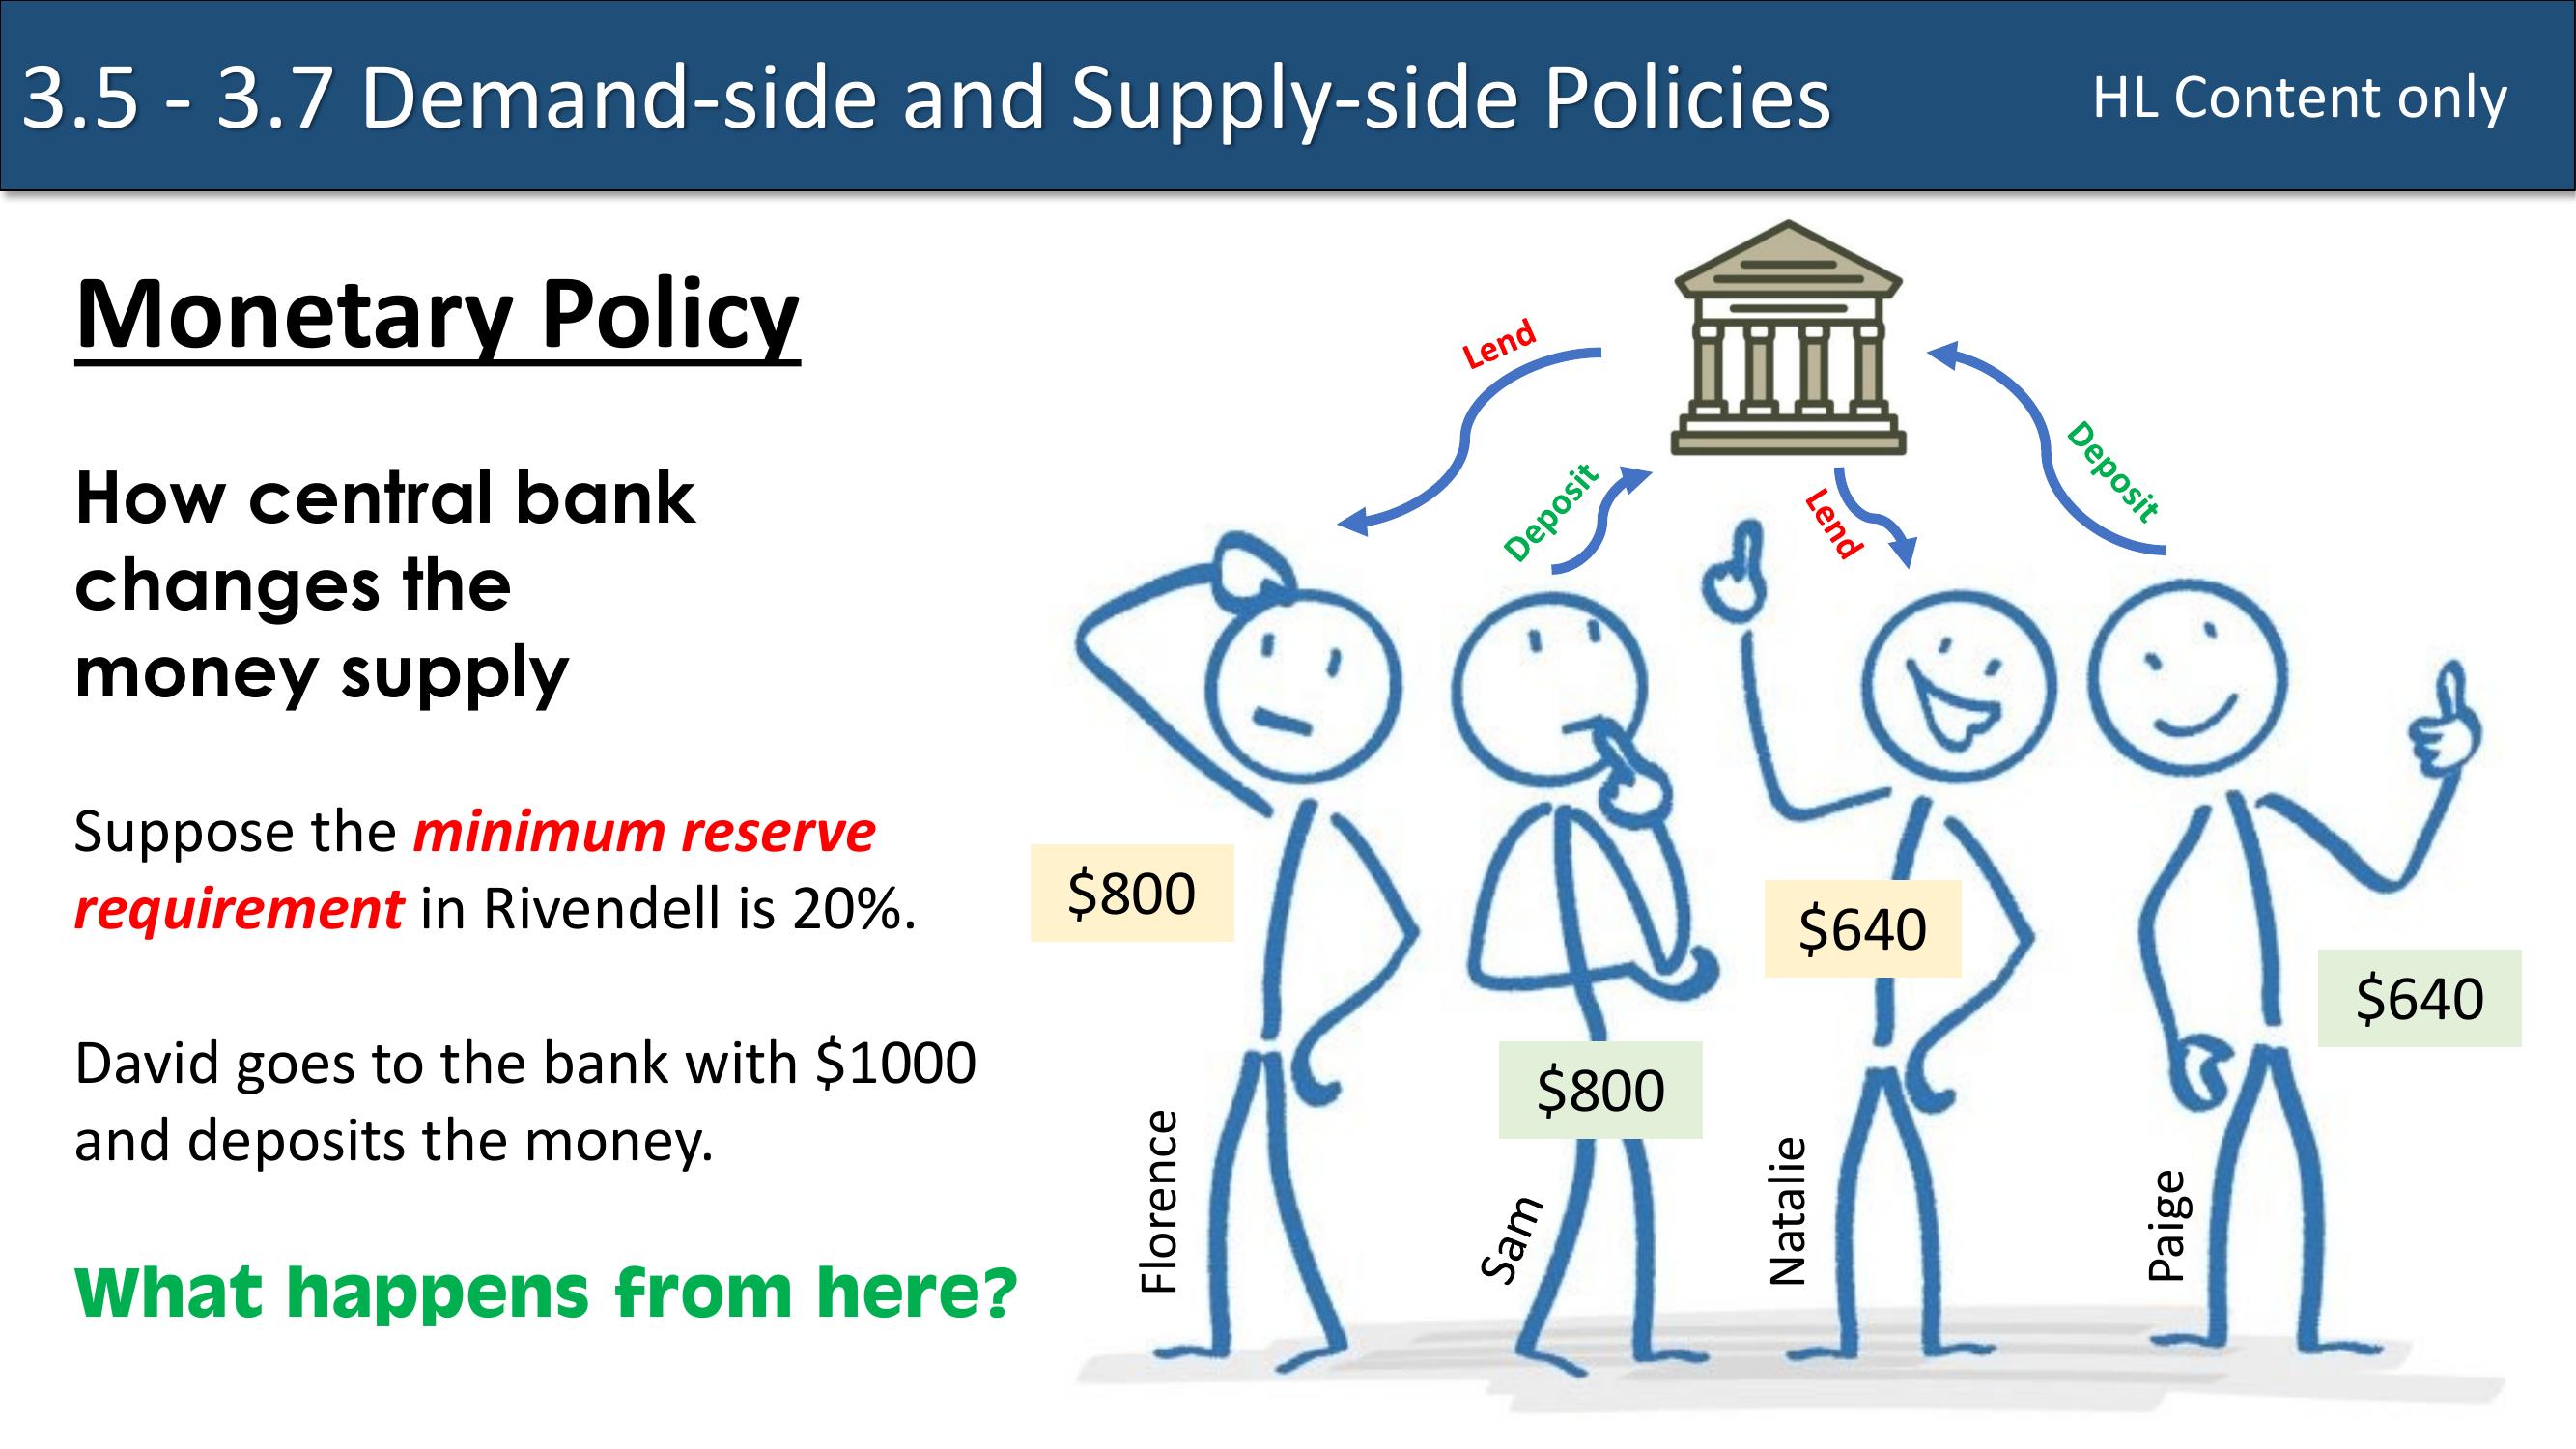 3.5 - 3.7 Demand-side and Supply-side Policies
HL Content only
Monetary Policy
How central bank
changes the
money supply
Suppose the minimum reserve
requirement in Rivendell is 20%.
David goes to the bank with $1000
and deposits the money.
What happens from here?
Lend
Deposit
Lend
Deposit
$800
$800
$640
$640
Florence
Sam
Natalie
Paige